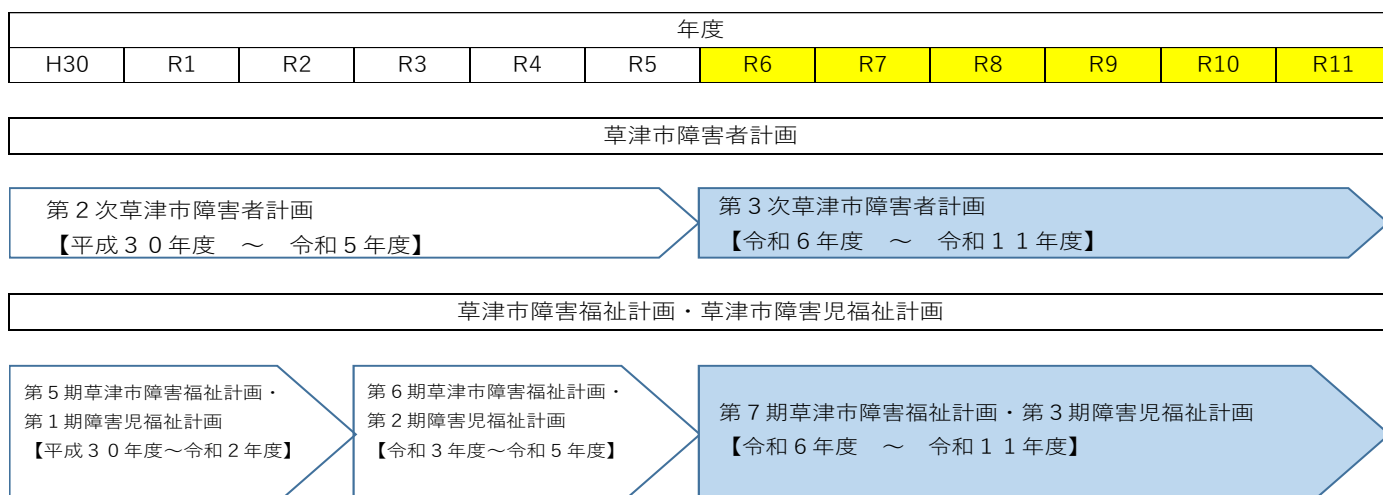 年度
H30 R1 R2 R3 R4 R5 R6 R7 R8 R9 R10 R11
草津市障害者計画
第２次草津市障害者計画
【平成３０年度　～　令和５年度】
第３次草津市障害者計画
【令和６年度　～　令和１１年度】
草津市障害福祉計画・草津市障害児福祉計画
第５期草津市障害福祉計画・
第１期障害児福祉計画
【平成３０年度～令和２年度】
第６期草津市障害福祉計画・
第２期障害児福祉計画
【令和３年度～令和５年度】
第７期草津市障害福祉計画・第３期障害児福祉計画
【令和６年度　～　令和１１年度】